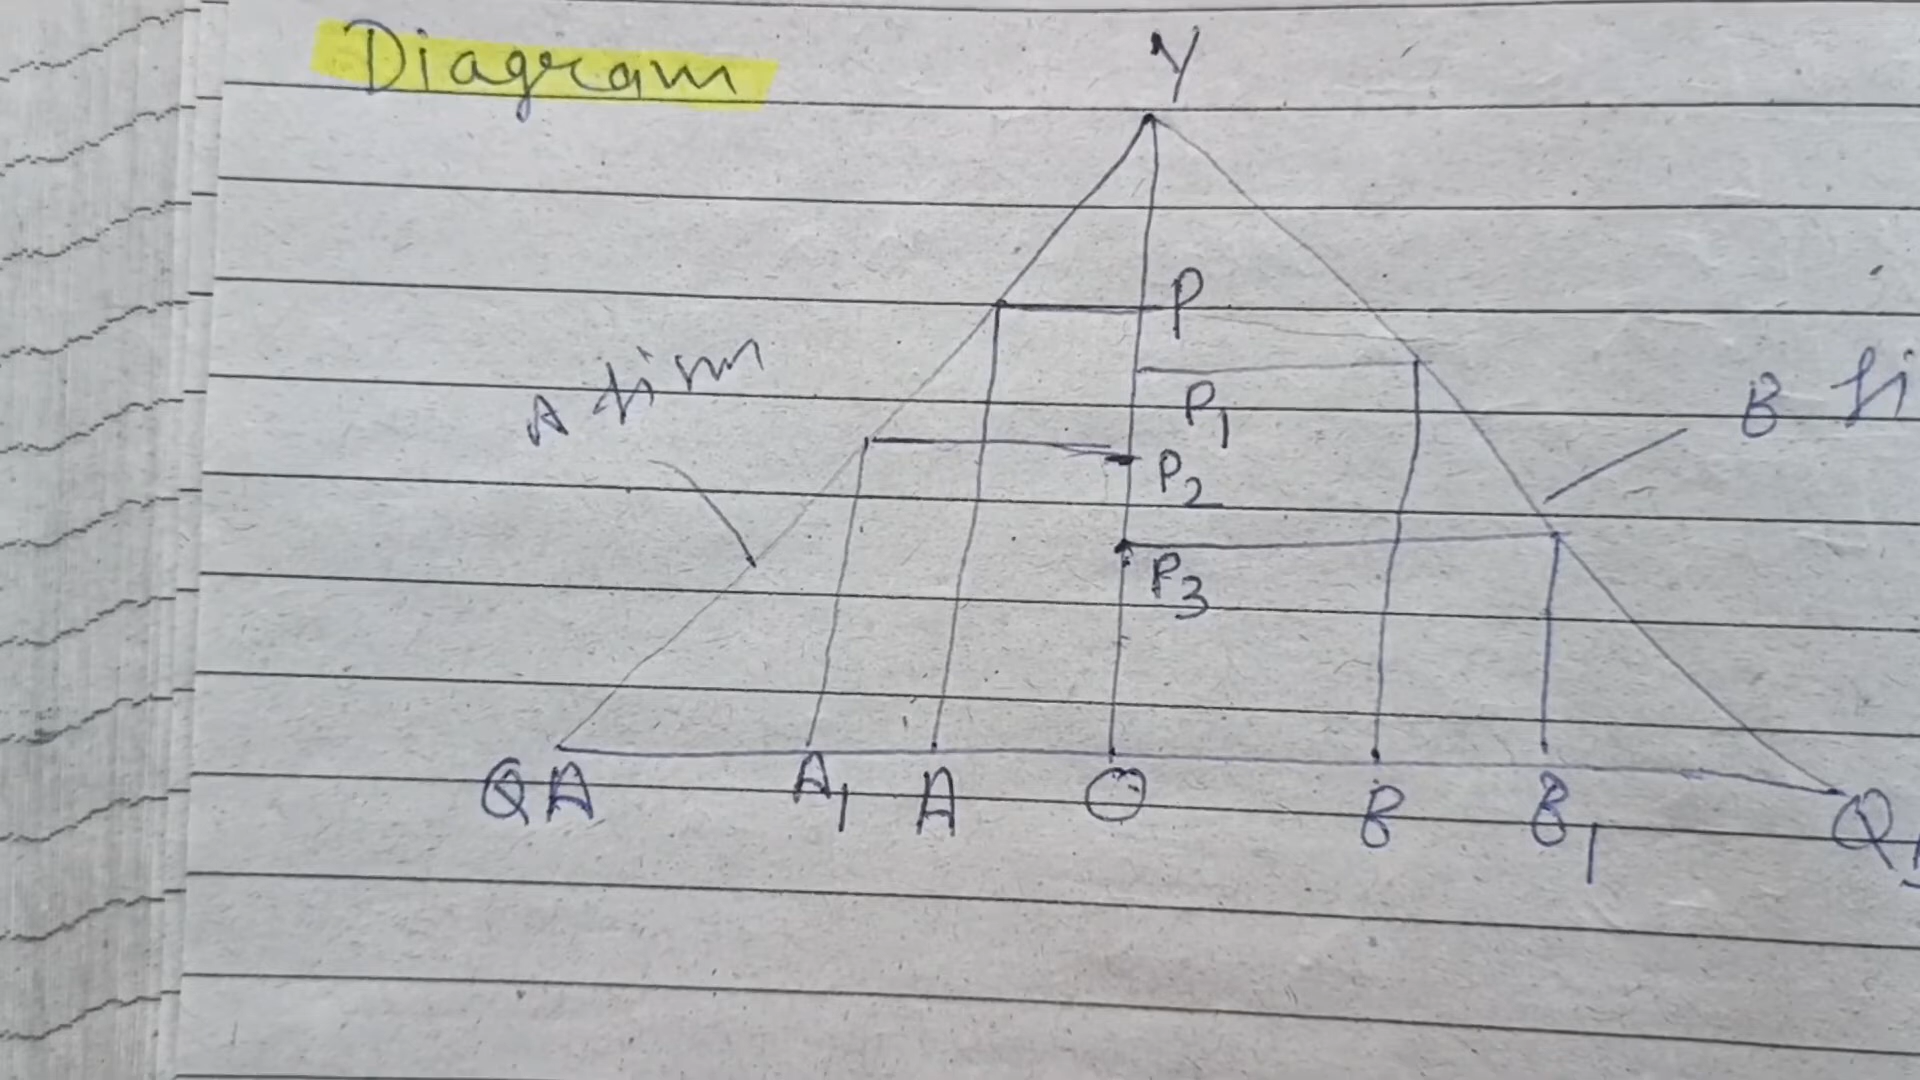 Diagram
Y
P
A firm
P1
B fi
P2
P3
QA A1 A O B B1 Q